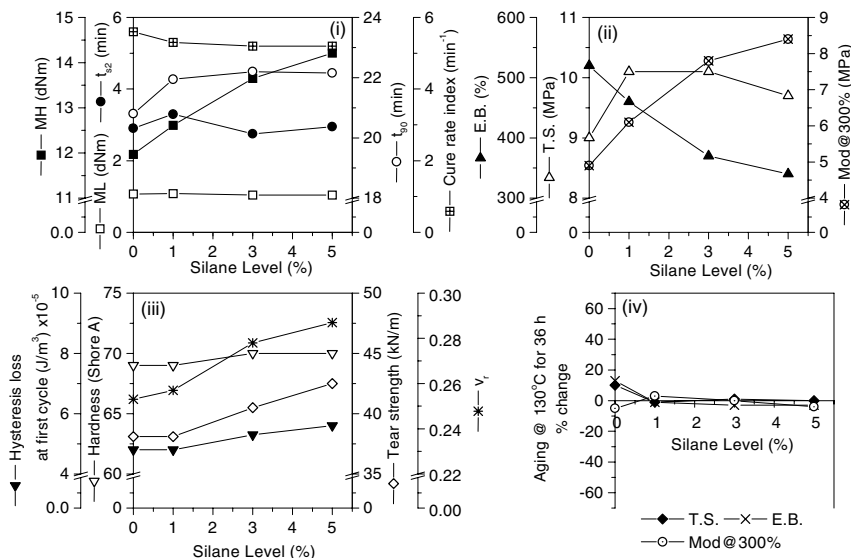 (i)
MH (dNm)
t_s2 (min)
ML (dNm)
t_90 (min)
Cure rate index (min⁻¹)
15
14
13
12
11
0.0
6
4
2
0
24
22
20
18
0
6
4
2
0
0 1 2 3 4 5
Silane Level (%)
(ii)
E.B. (%)
T.S. (MPa)
Mod@300% (MPa)
600
500
400
300
0
11
10
9
8
0
9
8
7
6
5
4
0
0 1 2 3 4 5
Silane Level (%)
(iii)
Hysteresis loss
at first cycle (J/m³) x10⁻⁵
Hardness (Shore A)
Tear strength (kN/m)
v_r
10
9
8
7
6
5
4
0.0
75
70
65
60
0
50
45
40
35
0
0.30
0.28
0.26
0.24
0.22
0.00
0 1 2 3 4 5
Silane Level (%)
(iv)
Aging @ 130°C for 36 h
% change
60
40
20
0
-20
-40
-60
0 1 2 3 4 5
Silane Level (%)
T.S. E.B.
Mod@300%